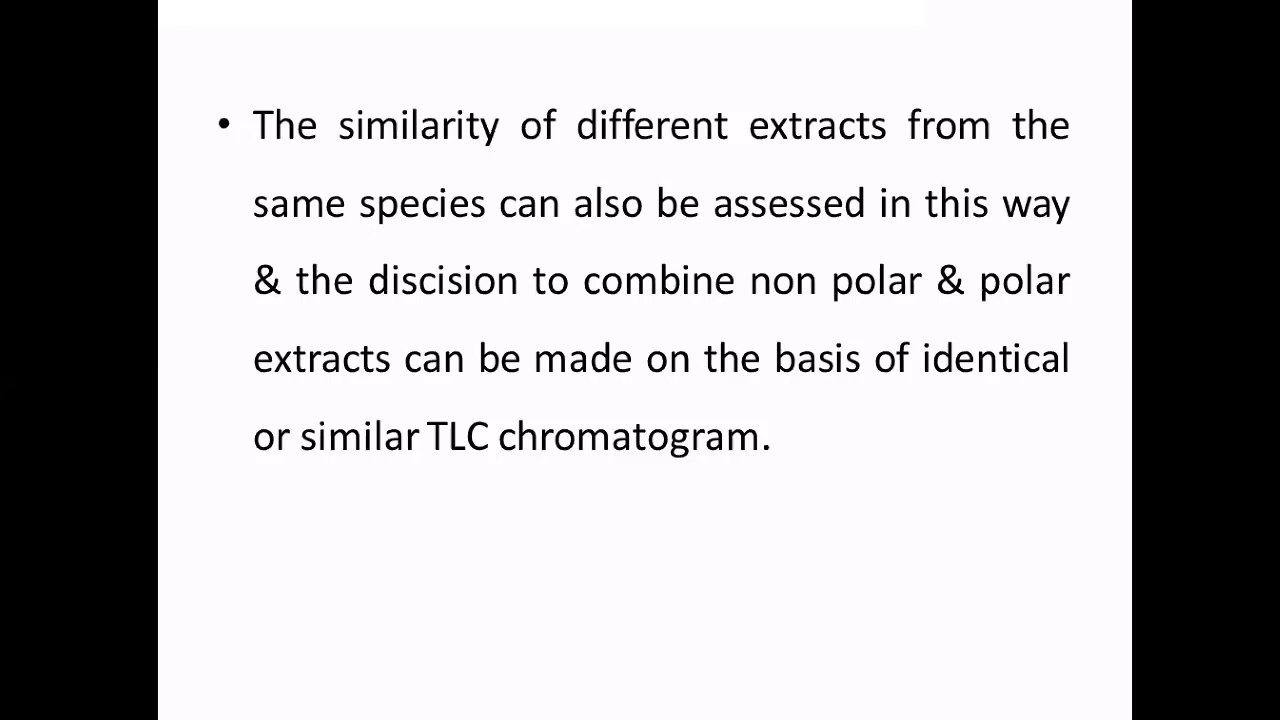 • The similarity of different extracts from the
same species can also be assessed in this way
& the discision to combine non polar & polar
extracts can be made on the basis of identical
or similar TLC chromatogram.